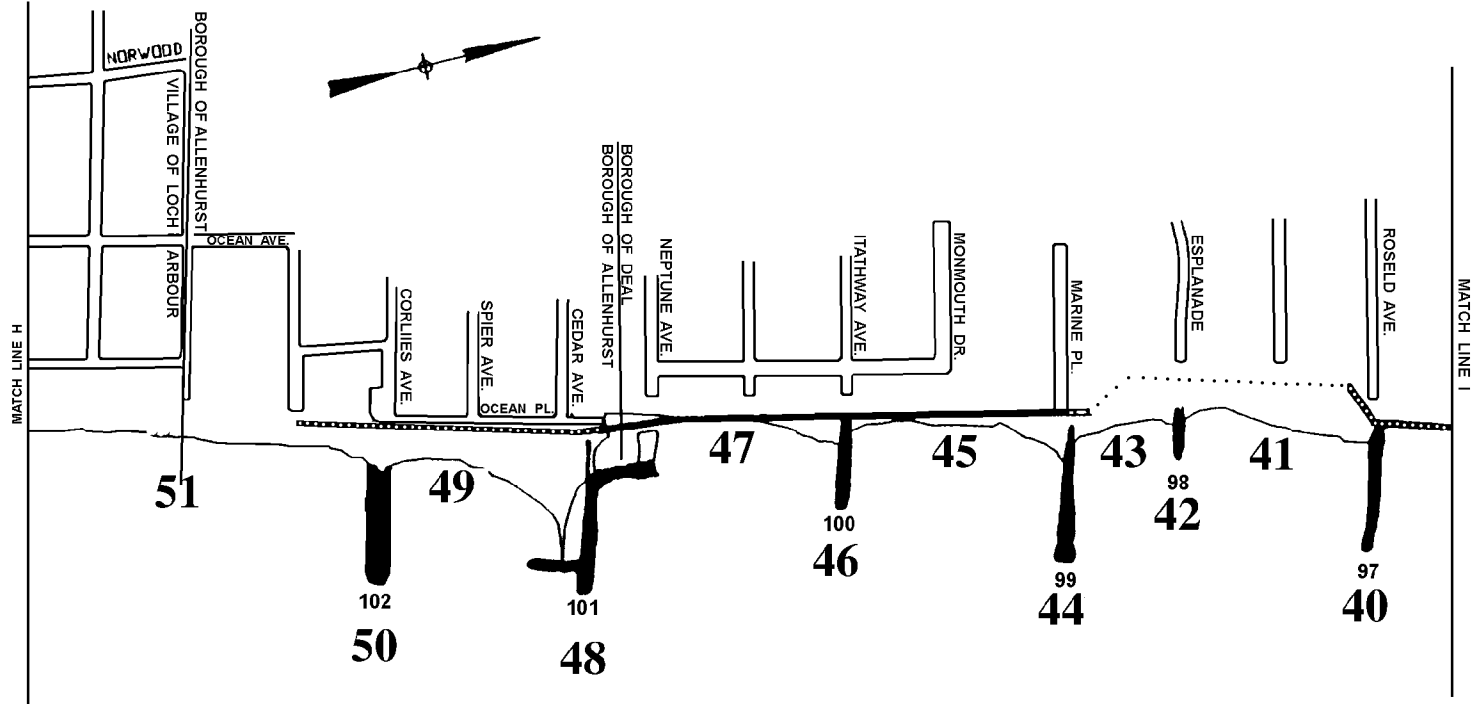 NORWOOD
BOROUGH OF ALLENHURST
VILLAGE OF LOCH ARBOUR
OCEAN AVE.
MATCH LINE H
CORLIIES AVE.
SPIER AVE.
OCEAN PL.
CEDAR AVE.
BOROUGH OF ALLENHURST
BOROUGH OF DEAL
NEPTUNE AVE.
ITATHWAY AVE.
MONMOUTH DR.
MARINE PL.
ESPLANADE
ROSELD AVE.
MATCH LINE I
51
49
47
45
43
41
98
42
100
46
99
44
97
40
102
50
101
48